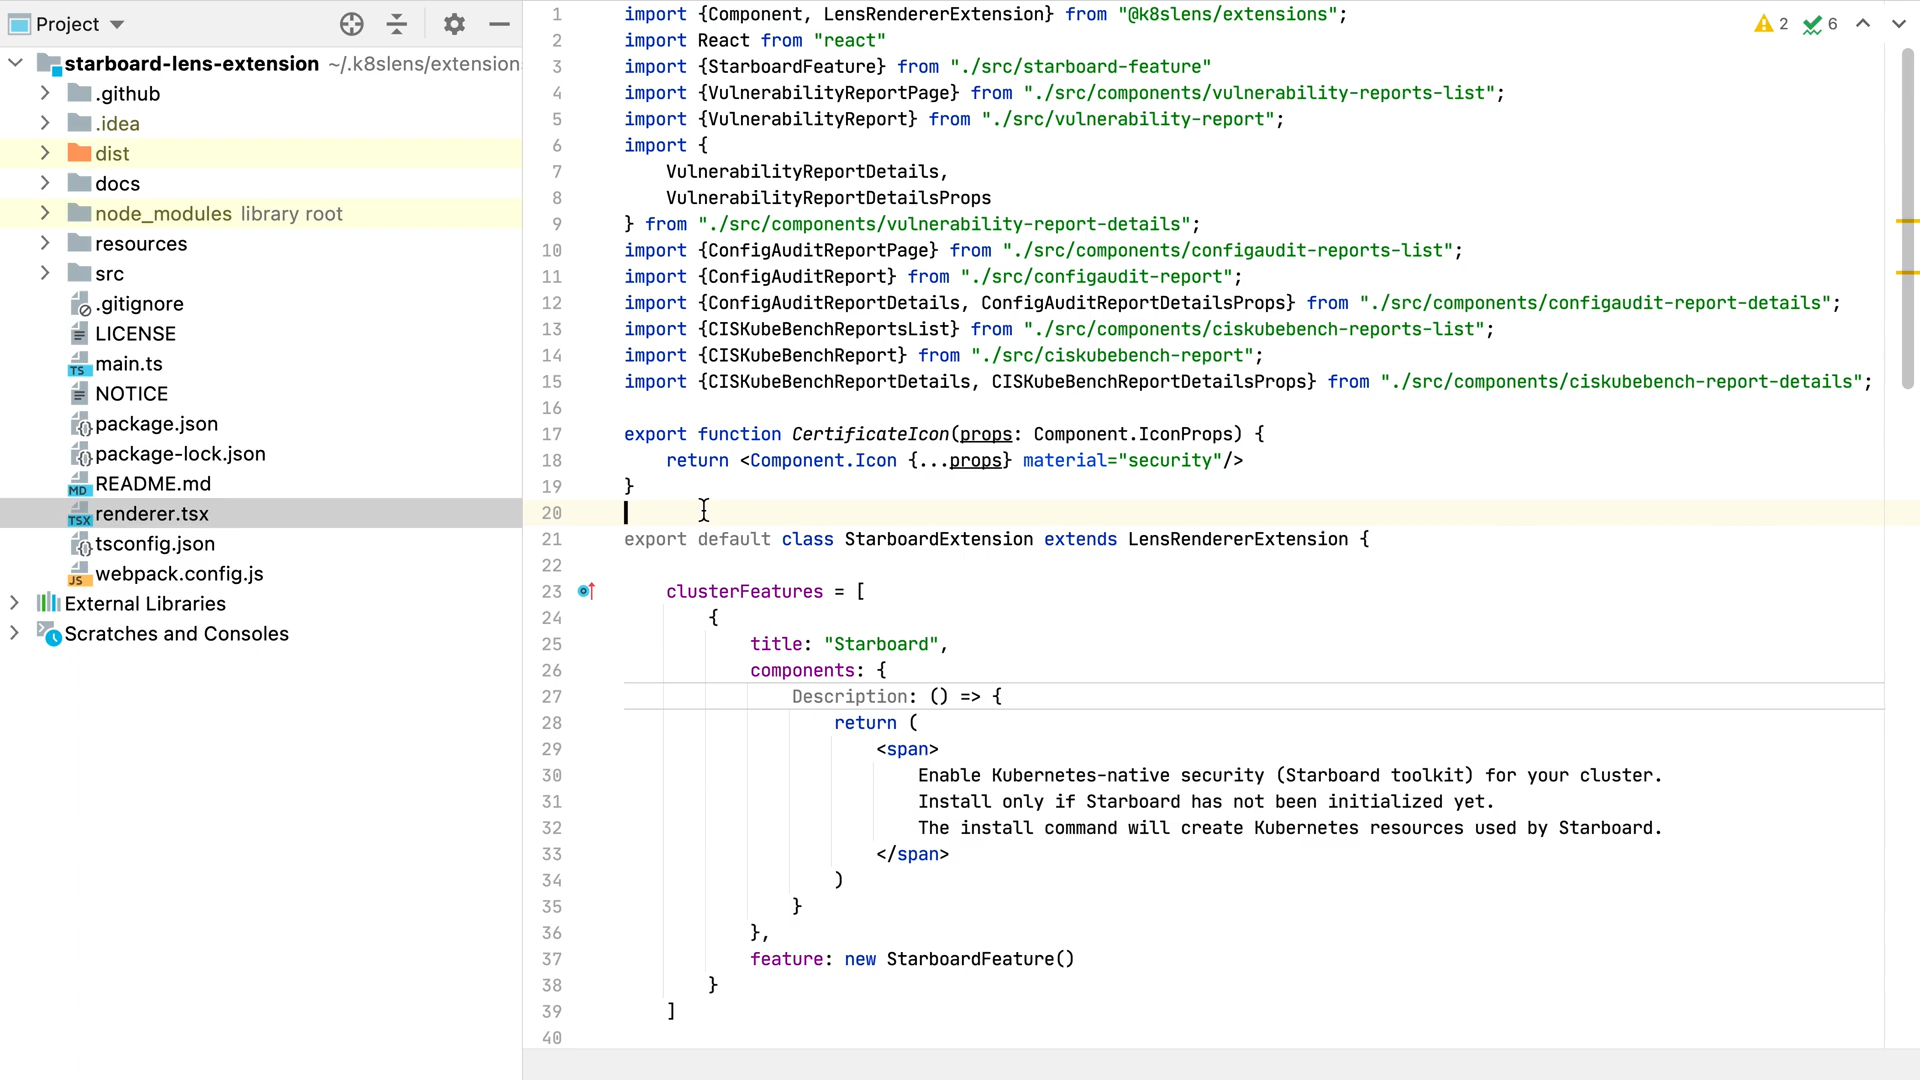 Project
starboard-lens-extension ~/.k8slens/extension
.github
.idea
dist
docs
node_modules library root
resources
src
.gitignore
LICENSE
TS main.ts
NOTICE
package.json
package-lock.json
MD README.md
TSX renderer.tsx
tsconfig.json
JS webpack.config.js
External Libraries
Scratches and Consoles
2 6
1 import {Component, LensRendererExtension} from "@k8slens/extensions";
2 import React from "react"
3 import {StarboardFeature} from "./src/starboard-feature"
4 import {VulnerabilityReportPage} from "./src/components/vulnerability-reports-list";
5 import {VulnerabilityReport} from "./src/vulnerability-report";
6 import {
7 VulnerabilityReportDetails,
8 VulnerabilityReportDetailsProps
9 } from "./src/components/vulnerability-report-details";
10 import {ConfigAuditReportPage} from "./src/components/configaudit-reports-list";
11 import {ConfigAuditReport} from "./src/configaudit-report";
12 import {ConfigAuditReportDetails, ConfigAuditReportDetailsProps} from "./src/components/configaudit-report-details";
13 import {CISKubeBenchReportsList} from "./src/components/ciskubebench-reports-list";
14 import {CISKubeBenchReport} from "./src/ciskubebench-report";
15 import {CISKubeBenchReportDetails, CISKubeBenchReportDetailsProps} from "./src/components/ciskubebench-report-details";
16
17 export function CertificateIcon(props: Component.IconProps) {
18 return <Component.Icon {...props} material="security"/>
19 }
20
21 export default class StarboardExtension extends LensRendererExtension {
22
23 clusterFeatures = [
24 {
25 title: "Starboard",
26 components: {
27 Description: () => {
28 return (
29 <span>
30 Enable Kubernetes-native security (Starboard toolkit) for your cluster.
31 Install only if Starboard has not been initialized yet.
32 The install command will create Kubernetes resources used by Starboard.
33 </span>
34 )
35 }
36 },
37 feature: new StarboardFeature()
38 }
39 ]
40